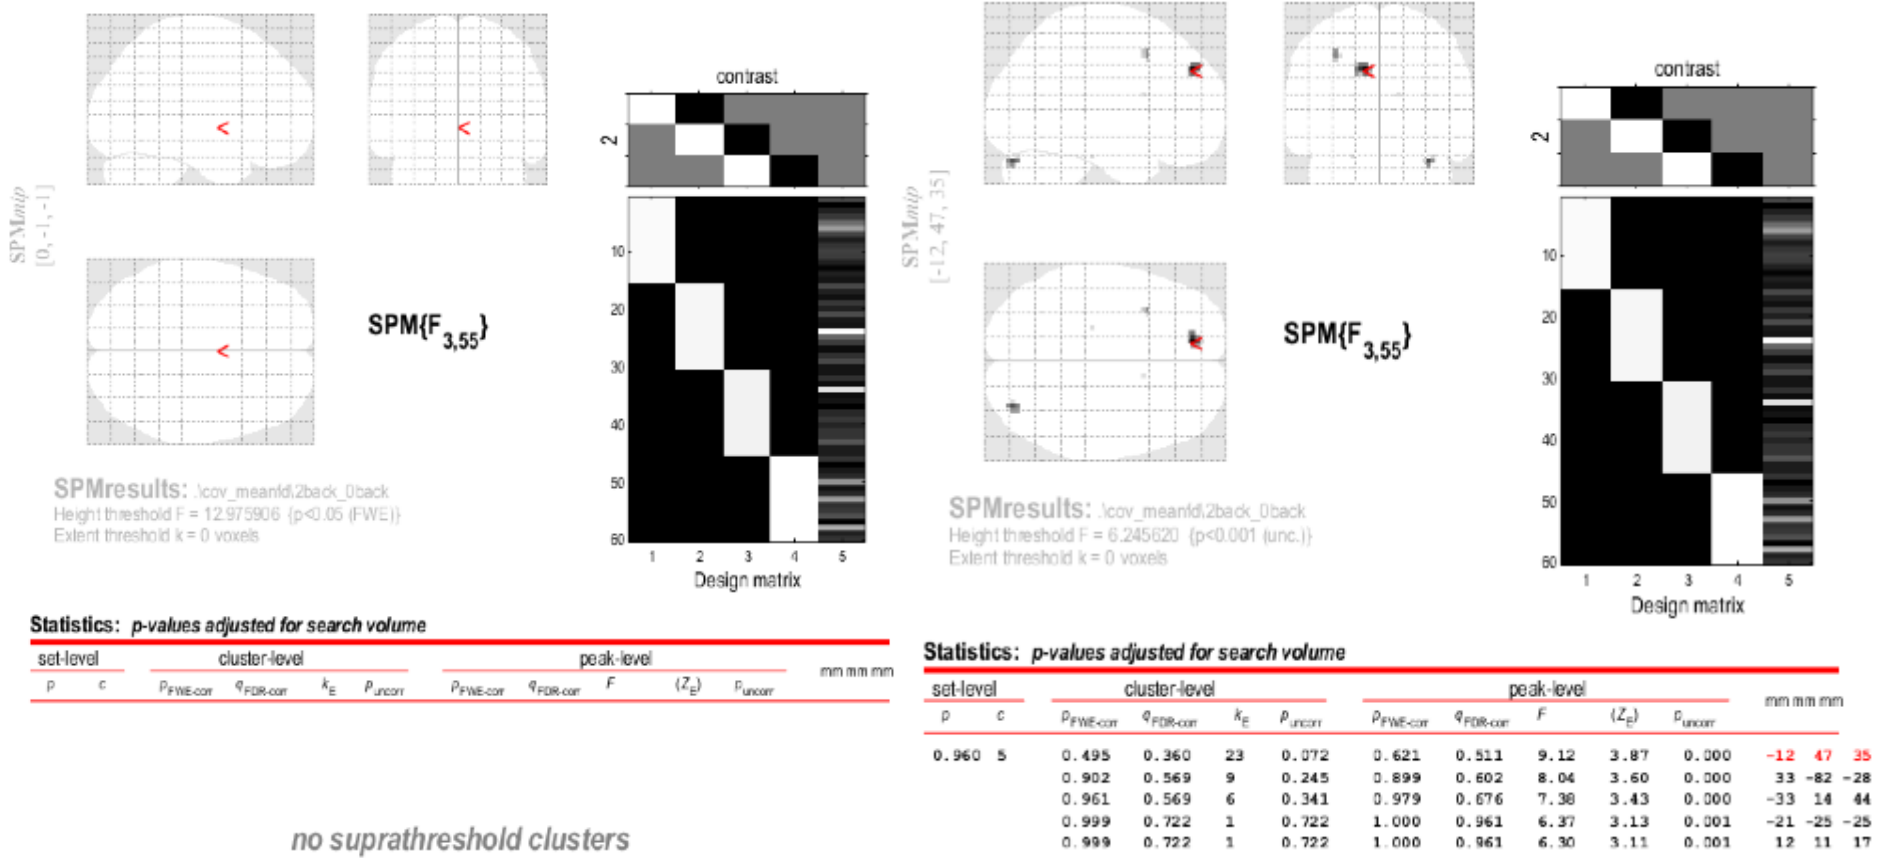 contrast
2
SPMmip
[0, -1, -1]
SPM{F3,55}
10
20
30
40
50
60
1 2 3 4 5
Design matrix
SPMresults: .\cov_meanfd\2back_0back
Height threshold F = 12.975906 {p<0.05 (FWE)}
Extent threshold k = 0 voxels
Statistics: p-values adjusted for search volume
set-level cluster-level peak-level mm mm mm
p c pFWE-corr qFDR-corr kE puncorr pFWE-corr qFDR-corr F (ZE) puncorr
no suprathreshold clusters
contrast
2
SPMmip
[-12, 47, 35]
SPM{F3,55}
10
20
30
40
50
60
1 2 3 4 5
Design matrix
SPMresults: .\cov_meanfd\2back_0back
Height threshold F = 6.245620 {p<0.001 (unc.)}
Extent threshold k = 0 voxels
Statistics: p-values adjusted for search volume
set-level cluster-level peak-level mm mm mm
p c pFWE-corr qFDR-corr kE puncorr pFWE-corr qFDR-corr F (ZE) puncorr
0.960 5 0.495 0.360 23 0.072 0.621 0.511 9.12 3.87 0.000 -12 47 35
0.902 0.569 9 0.245 0.899 0.602 8.04 3.60 0.000 33 -82 -28
0.961 0.569 6 0.341 0.979 0.676 7.38 3.43 0.000 -33 14 44
0.999 0.722 1 0.722 1.000 0.961 6.37 3.13 0.001 -21 -25 -25
0.999 0.722 1 0.722 1.000 0.961 6.30 3.11 0.001 12 11 17